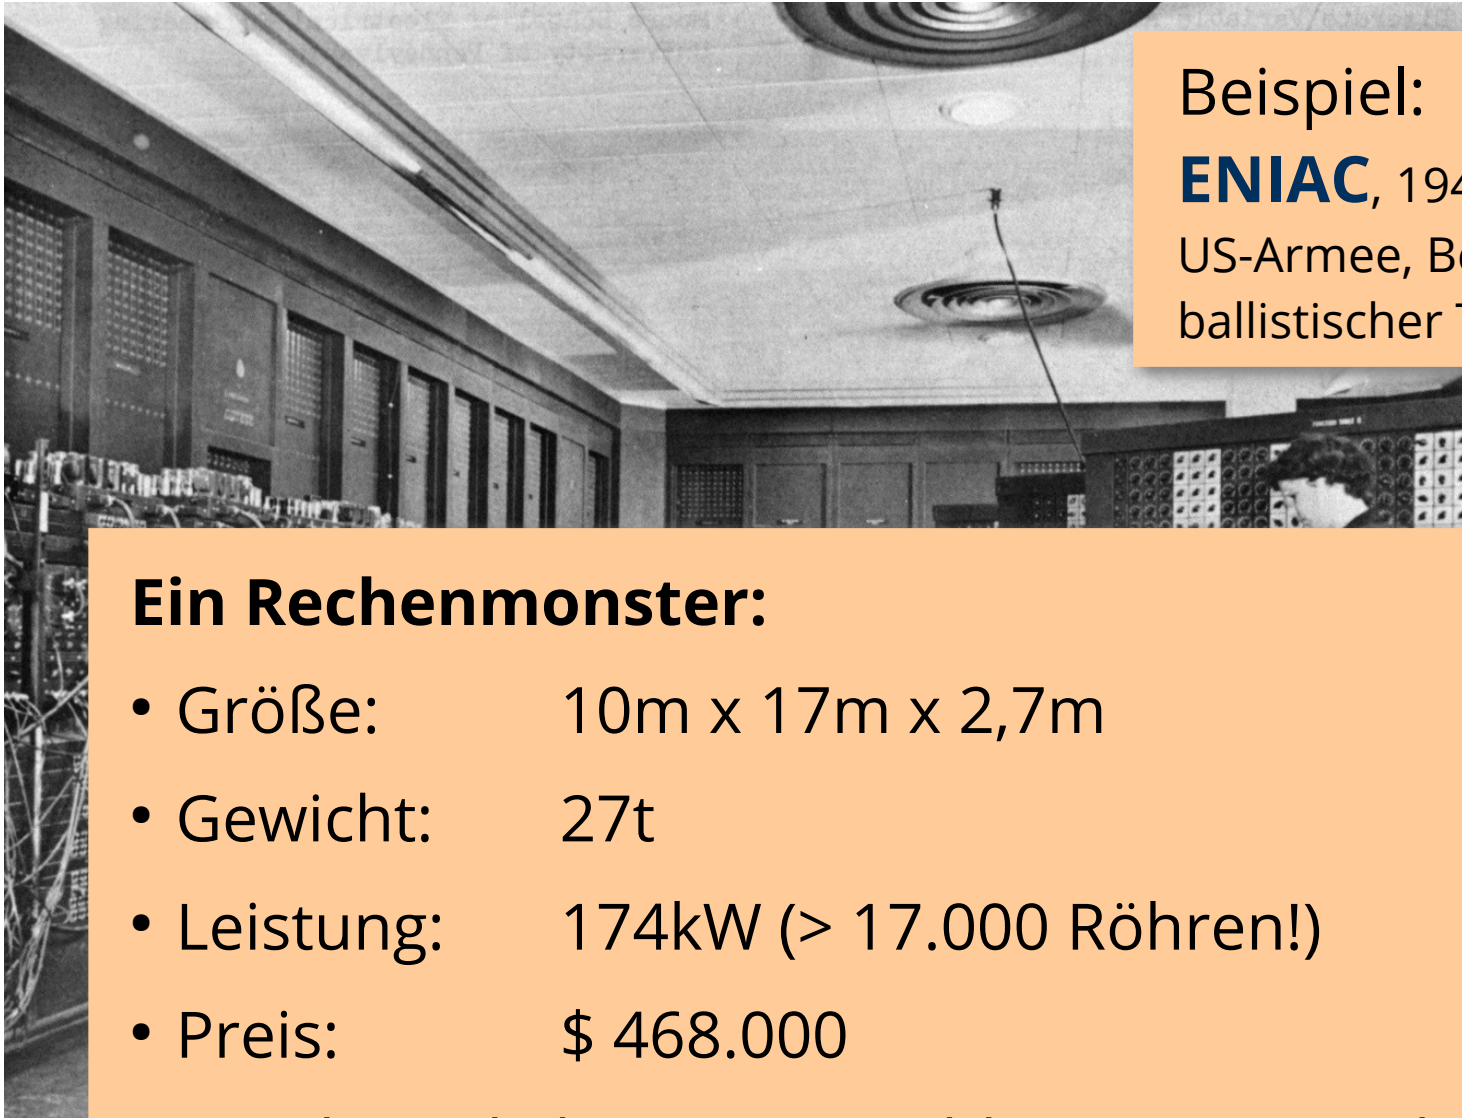 Beispiel:
ENIAC, 194
US-Armee,
ballistischer
Ein Rechenmonster:
• Größe: 10m x 17m x 2,7m
• Gewicht: 27t
• Leistung: 174kW (> 17.000 Röhren!)
• Preis: $ 468.000